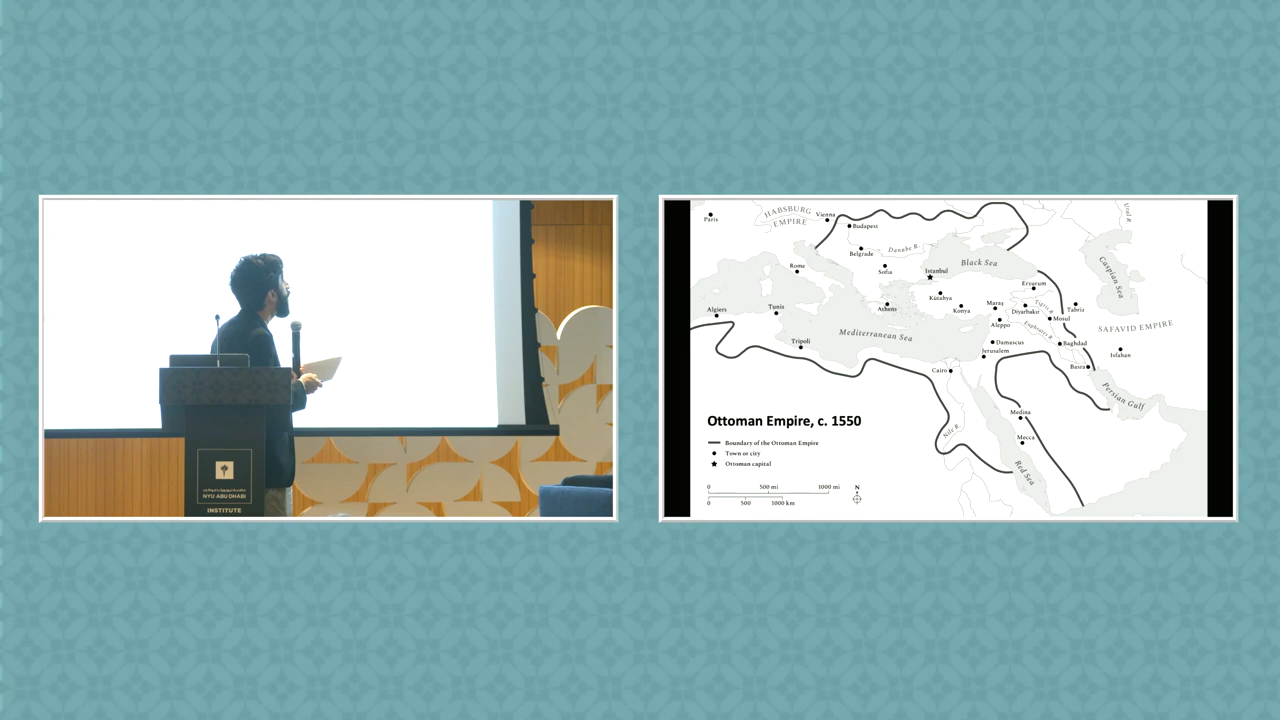 NYU ABU DHABI
INSTITUTE
Paris
HABSBURG
EMPIRE
Vienna
Budapest
Belgrade
Danube R.
Sofia
Rome
Istanbul
Black Sea
Caspian Sea
Ural R.
Erzurum
Kütahya
Konya
Maraş
Diyarbakır
Tigris R.
Tabriz
Mosul
Aleppo
Euphrates R.
SAFAVID EMPIRE
Algiers
Tunis
Athens
Tripoli
Mediterranean Sea
Damascus
Jerusalem
Baghdad
Isfahan
Cairo
Basra
Persian Gulf
Medina
Mecca
Nile R.
Red Sea
Ottoman Empire, c. 1550
Boundary of the Ottoman Empire
Town or city
Ottoman capital
0 500 mi 1000 mi
0 500 1000 km
N